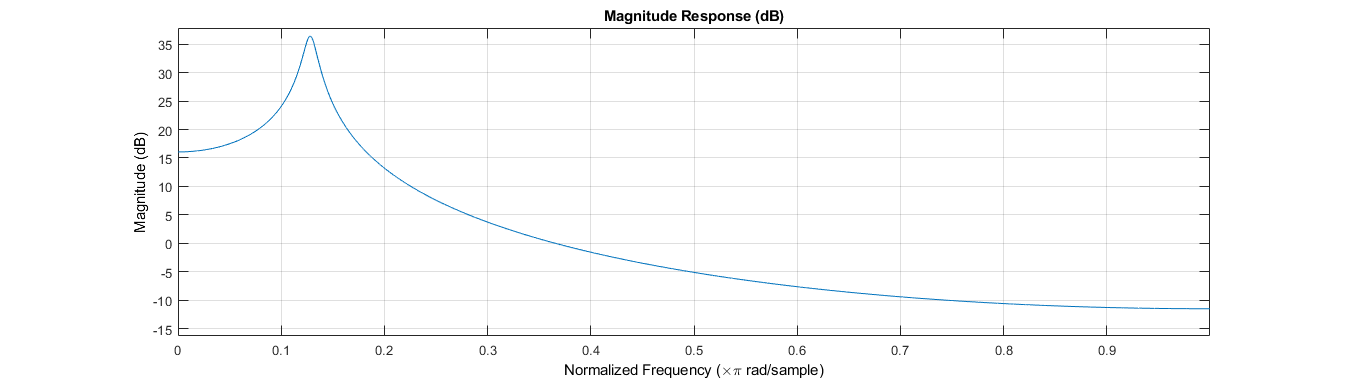 Magnitude Response (dB)
Magnitude (dB)
35
30
25
20
15
10
5
0
-5
-10
-15
0 0.1 0.2 0.3 0.4 0.5 0.6 0.7 0.8 0.9
Normalized Frequency (×π rad/sample)